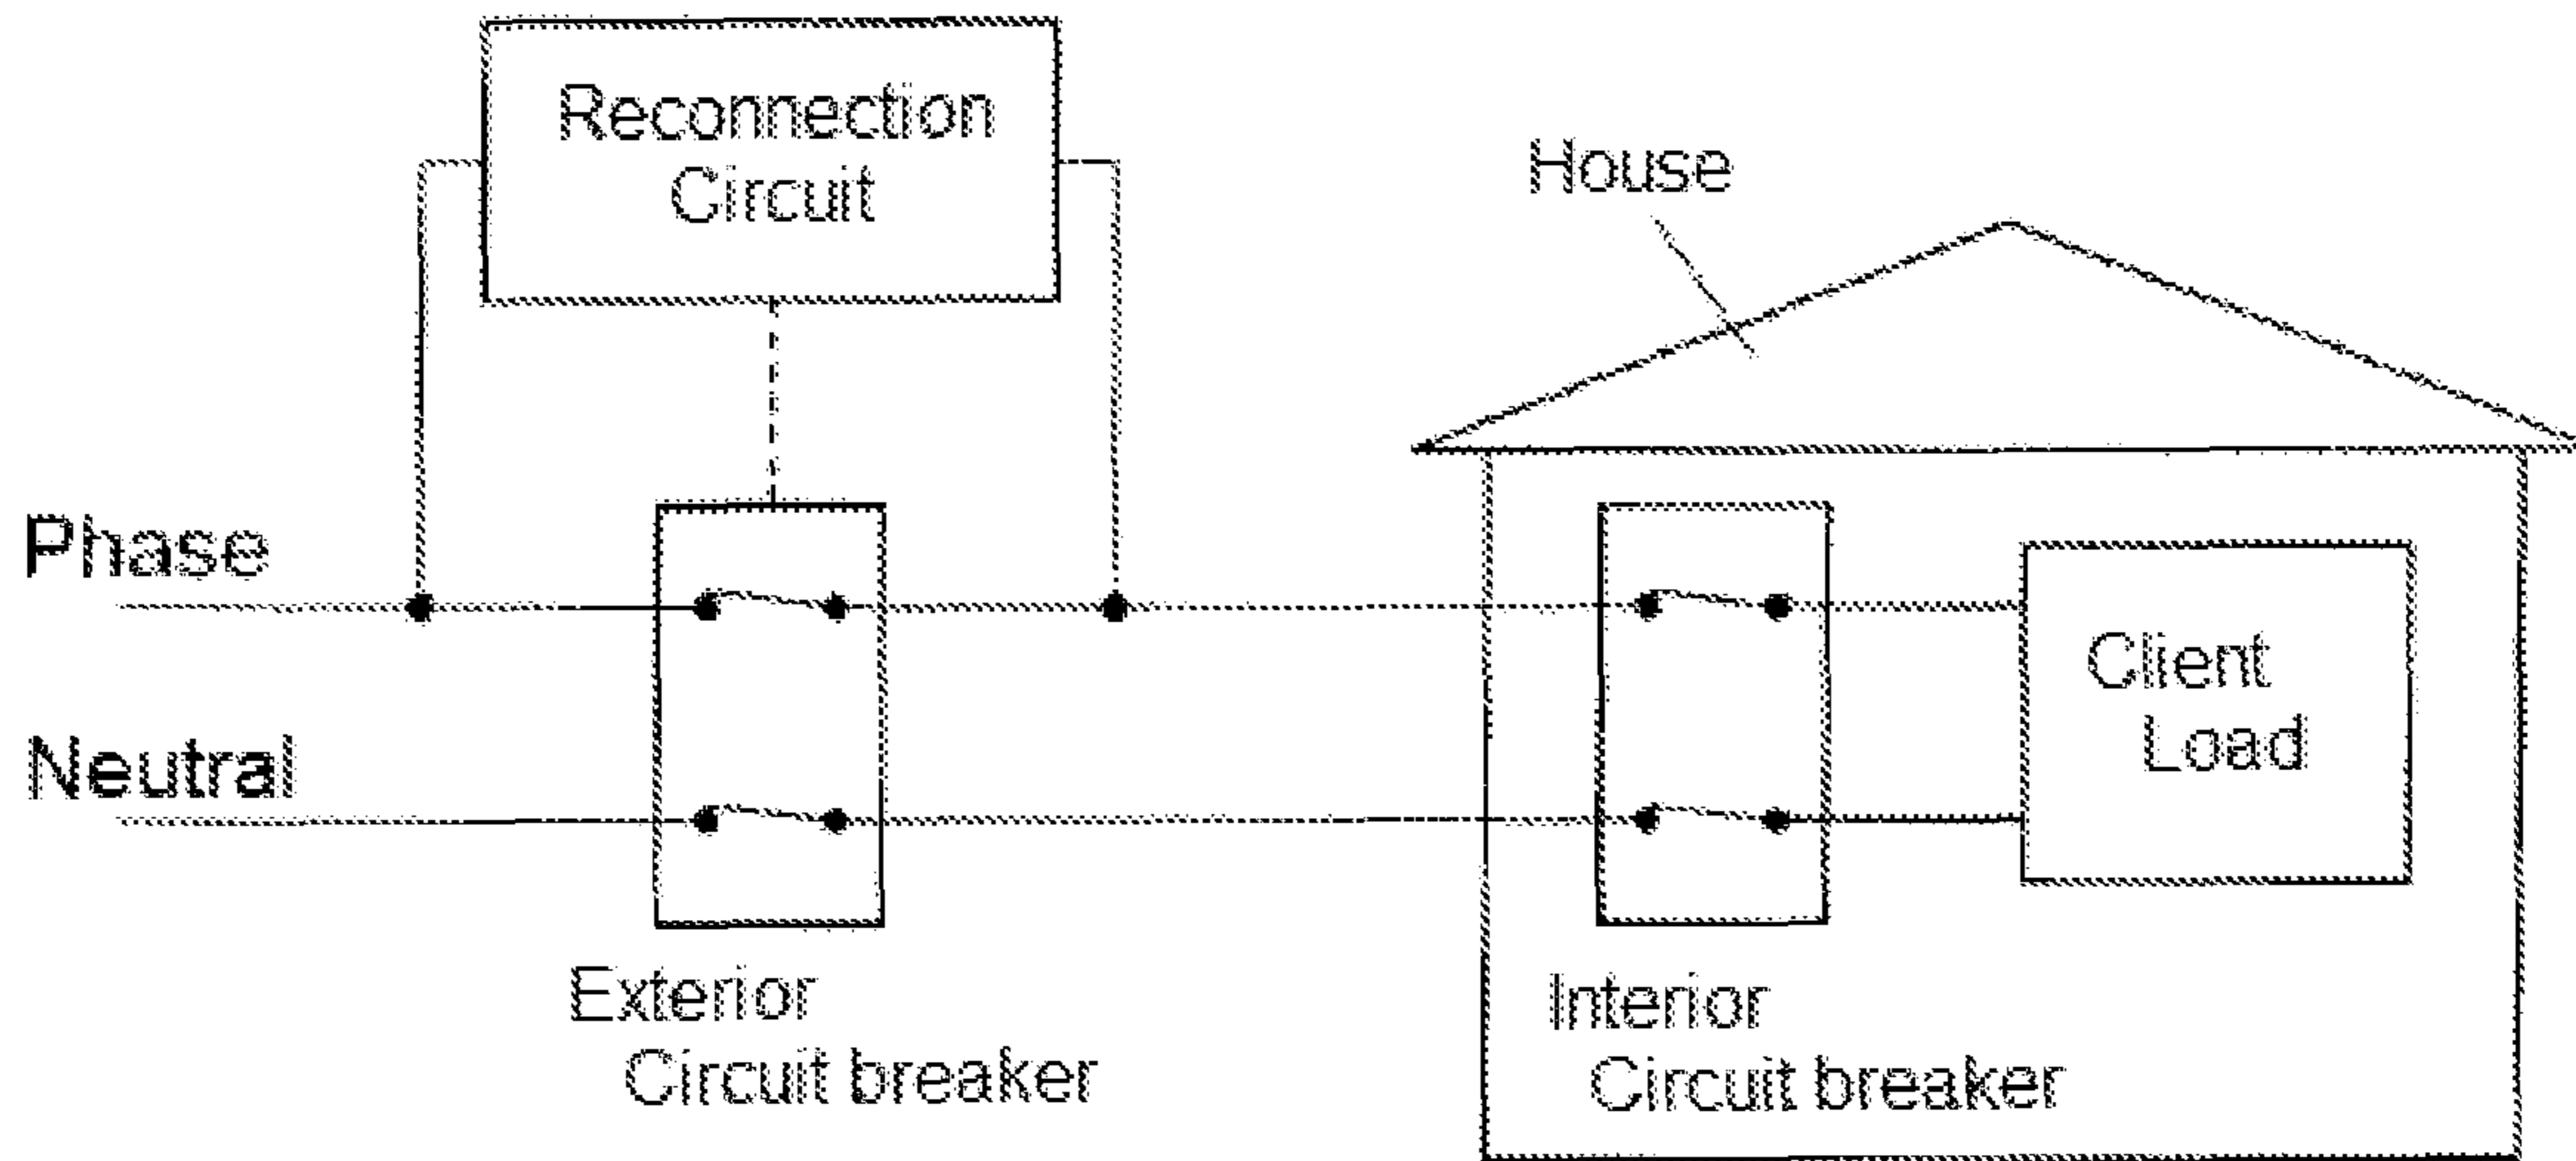 Reconnection
Circuit
House
Phase
Neutral
Client
Load
Exterior
Circuit breaker
Interior
Circuit breaker